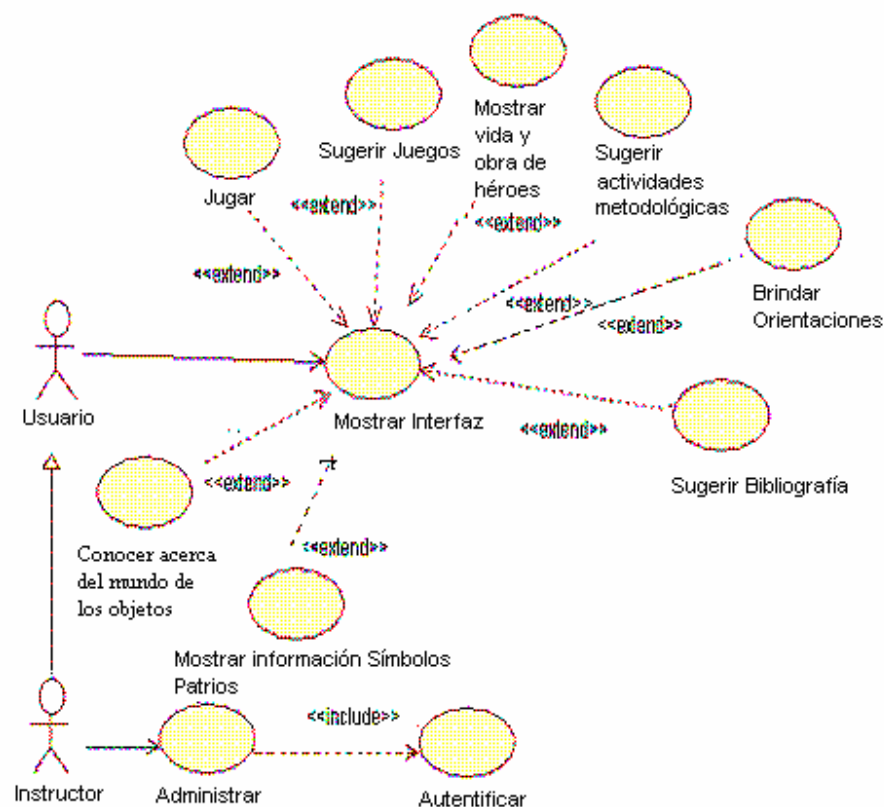 Mostrar
vida y
obra de
héroes
Sugerir Juegos
Sugerir
actividades
metodológicas
Jugar
<<extend>>
<<extend>>
<<extend>>
Brindar
Orientaciones
<<extend>>
<<extend>>
Usuario
Mostrar Interfaz
<<extend>>
<<extend>>
Sugerir Bibliografía
Conocer acerca
del mundo de
los objetos
<<extend>>
Mostrar información Símbolos
Patrios
<<include>>
Instructor
Administrar
Autentificar